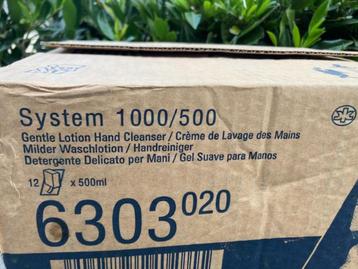 System 1000/500
Gentle Lotion Hand Cleanser / Crème de Lavage des Mains
Milder Waschlotion / Handreiniger
Detergente Delicato per Mani / Gel Suave para Manos
12 x 500ml
6303020